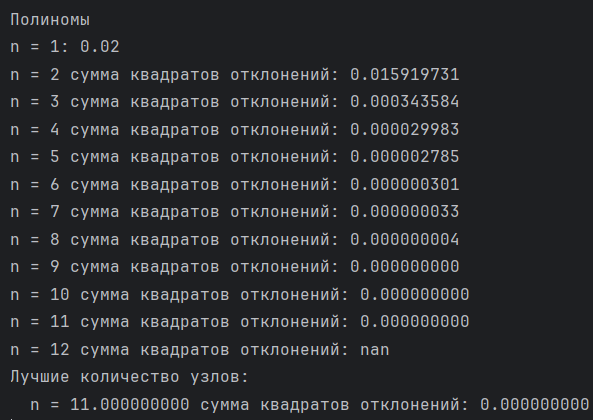 Полиномы
n = 1: 0.02
n = 2 сумма квадратов отклонений: 0.015919731
n = 3 сумма квадратов отклонений: 0.000343584
n = 4 сумма квадратов отклонений: 0.000029983
n = 5 сумма квадратов отклонений: 0.000002785
n = 6 сумма квадратов отклонений: 0.000000301
n = 7 сумма квадратов отклонений: 0.000000033
n = 8 сумма квадратов отклонений: 0.000000004
n = 9 сумма квадратов отклонений: 0.000000000
n = 10 сумма квадратов отклонений: 0.000000000
n = 11 сумма квадратов отклонений: 0.000000000
n = 12 сумма квадратов отклонений: nan
Лучшие количество узлов:
n = 11.000000000 сумма квадратов отклонений: 0.000000000